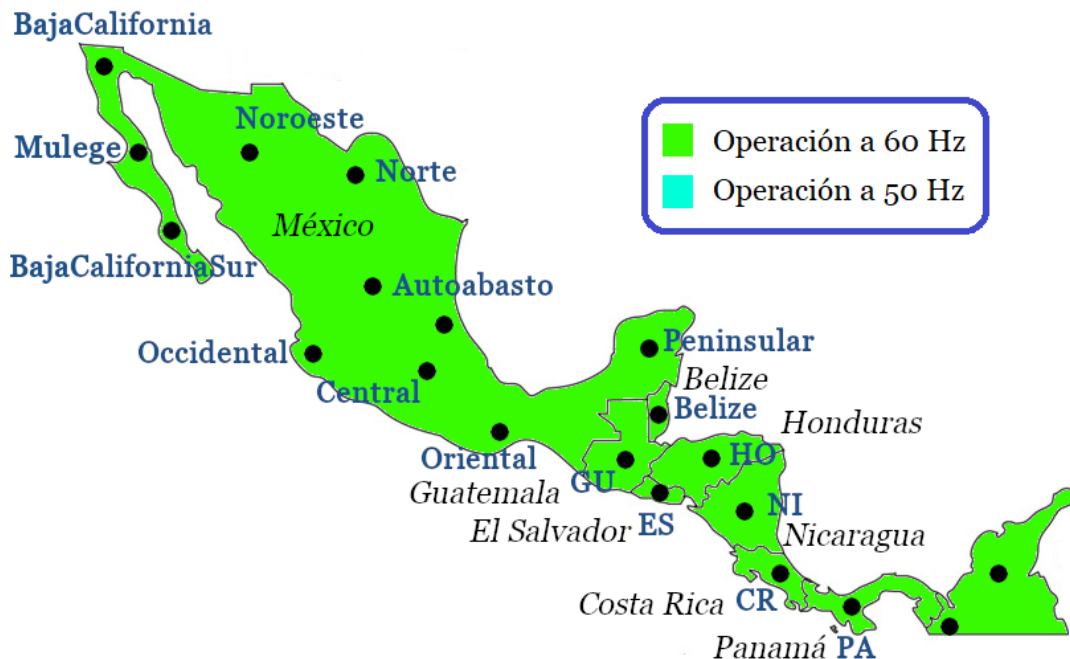 BajaCalifornia
Noroeste
Operación a 60 Hz
Mulege
Norte
Operación a 50 Hz
México
BajaCaliforniaSur
Autoabasto
Occidental
Peninsular
Central
Belize
Belize
Honduras
Oriental
HO
GU
Guatemala
NI
El Salvador
ES
Nicaragua
Costa Rica
CR
Panamá
PA